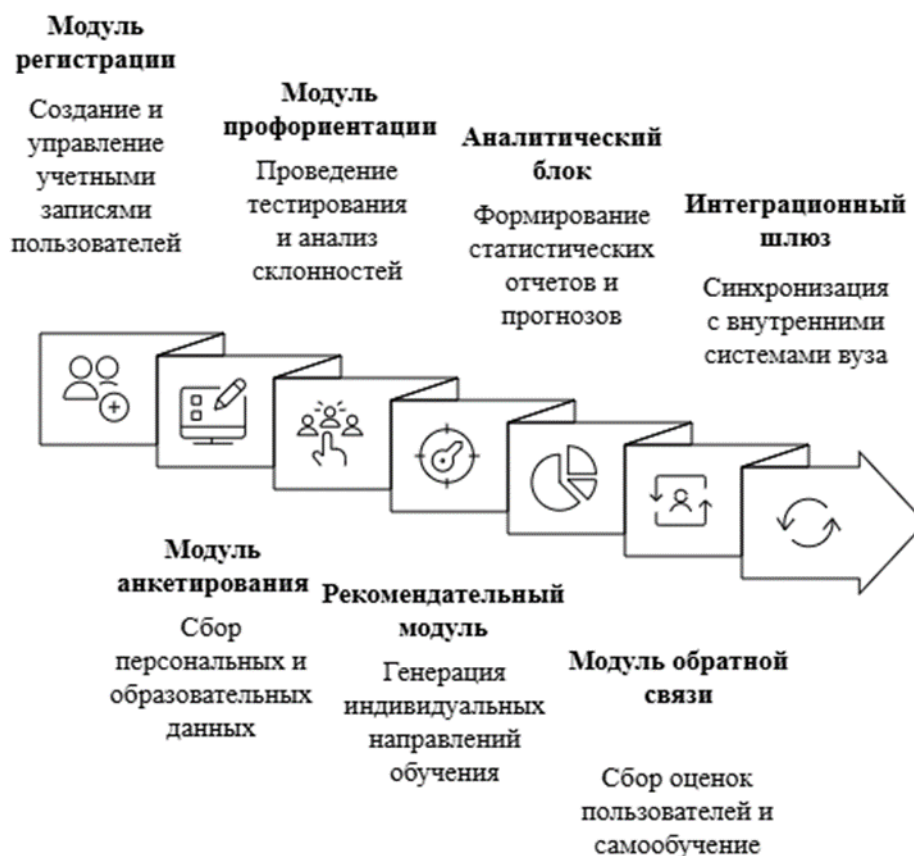 Модуль
регистрации
Создание и
управление
учетными
записями
пользователей
Модуль
профориентации
Проведение
тестирования
и анализ
склонностей
Аналитический
блок
Формирование
статистических
отчетов и
прогнозов
Интеграционный
шлюз
Синхронизация
с внутренними
системами вуза
Модуль
анкетирования
Сбор
персональных и
образовательных
данных
Рекомендательный
модуль
Генерация
индивидуальных
направлений
обучения
Модуль обратной
связи
Сбор оценок
пользователей и
самообучение